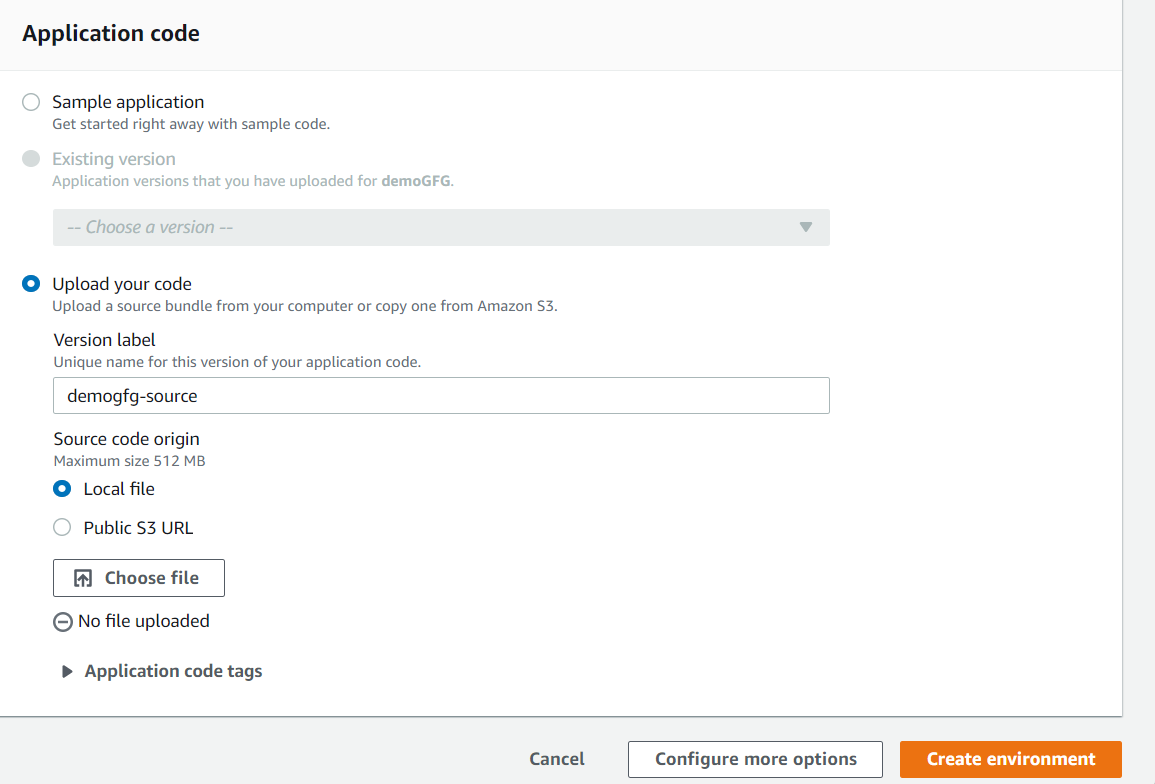 Application code
Sample application
Get started right away with sample code.
Existing version
Application versions that you have uploaded for demoGFG.
-- Choose a version --
Upload your code
Upload a source bundle from your computer or copy one from Amazon S3.
Version label
Unique name for this version of your application code.
demogfg-source
Source code origin
Maximum size 512 MB
Local file
Public S3 URL
Choose file
No file uploaded
Application code tags
Cancel Configure more options Create environment